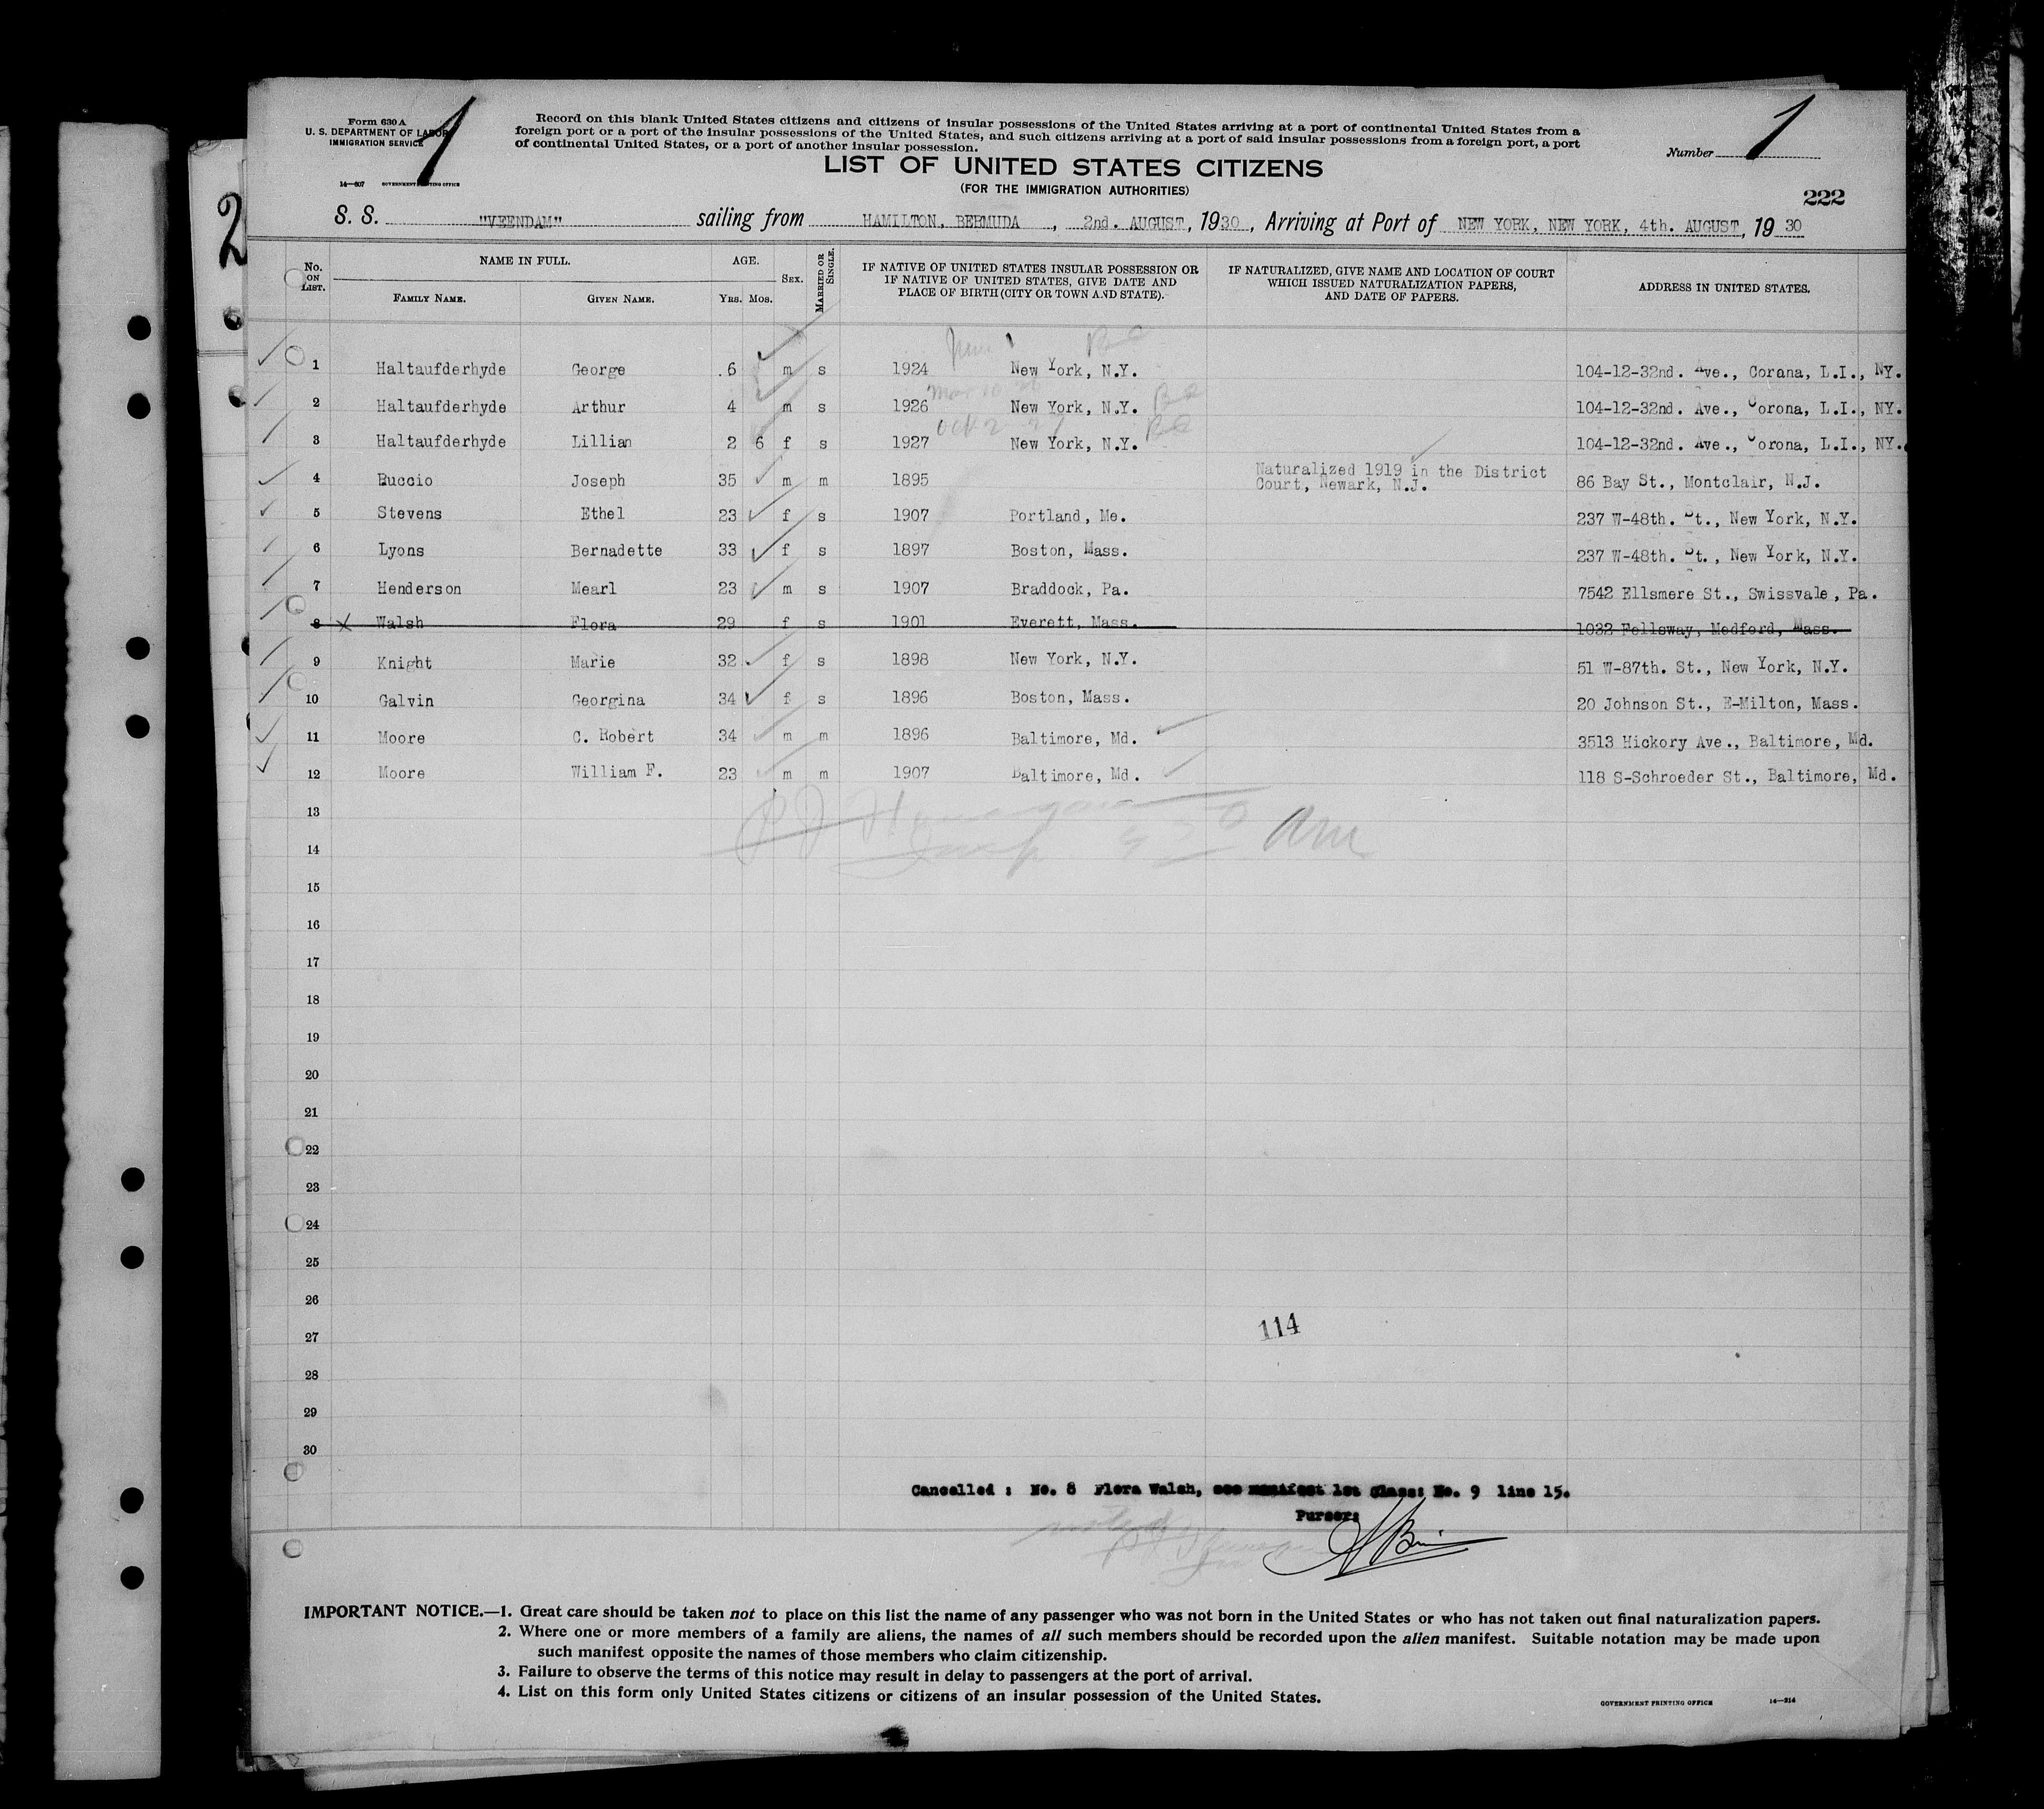 Form 630 A
U. S. DEPARTMENT OF LABOR
IMMIGRATION SERVICE
14—607 GOVERNMENT PRINTING OFFICE
1
Record on this blank United States citizens and citizens of insular possessions of the United States arriving at a port of continental United States from a
foreign port or a port of the insular possessions of the United States, and such citizens arriving at a port of said insular possessions from a foreign port, a port
of continental United States, or a port of another insular possession.
Number 1
LIST OF UNITED STATES CITIZENS
(FOR THE IMMIGRATION AUTHORITIES)
222
2
S. S. "VEENDAM" sailing from HAMILTON, BERMUDA, 2nd. AUGUST, 1930, Arriving at Port of NEW YORK, NEW YORK, 4th. AUGUST, 1930
No. ON LIST. NAME IN FULL. AGE. SEX. MARRIED OR SINGLE. IF NATIVE OF UNITED STATES INSULAR POSSESSION OR IF NATIVE OF UNITED STATES, GIVE DATE AND PLACE OF BIRTH (CITY OR TOWN AND STATE). IF NATURALIZED, GIVE NAME AND LOCATION OF COURT WHICH ISSUED NATURALIZATION PAPERS, AND DATE OF PAPERS. ADDRESS IN UNITED STATES.
FAMILY NAME. GIVEN NAME. YRS. MOS.
1 Haltaufderhyde George .6 m s 1924 New York, N.Y. 104-12-32nd. Ave., Corana, L.I., NY.
2 Haltaufderhyde Arthur 4 m s 1926 New York, N.Y. 104-12-32nd. Ave., Corona, L.I., NY.
3 Haltaufderhyde Lillian 2 6 f s 1927 New York, N.Y. 104-12-32nd. Ave., Corona, L.I., NY.
4 Buccio Joseph 35 m m 1895 Naturalized 1919 in the District Court, Newark, N.J. 86 Bay St., Montclair, N.J.
5 Stevens Ethel 23 f s 1907 Portland, Me. 237 W-48th. St., New York, N.Y.
6 Lyons Bernadette 33 f s 1897 Boston, Mass. 237 W-48th. St., New York, N.Y.
7 Henderson Mearl 23 m s 1907 Braddock, Pa. 7542 Ellsmere St., Swissvale, Pa.
8 x Walsh Flora 29 f s 1901 Everett, Mass. 1032 Fellsway, Medford, Mass.
9 Knight Marie 32 f s 1898 New York, N.Y. 51 W-87th. St., New York, N.Y.
10 Galvin Georgina 34 f s 1896 Boston, Mass. 20 Johnson St., E-Milton, Mass.
11 Moore C. Robert 34 m m 1896 Baltimore, Md. 3513 Hickory Ave., Baltimore, Md.
12 Moore William F. 23 m m 1907 Baltimore, Md. 118 S-Schroeder St., Baltimore, Md.
13
14
15
16
17
18
19
20
21
22
23
24
25
26
27
28
29
30
114
Cancelled : No. 8 Flora Walsh, see manifest 1st Class: No. 9 line 15.
Purser:
IMPORTANT NOTICE.—1. Great care should be taken not to place on this list the name of any passenger who was not born in the United States or who has not taken out final naturalization papers.
2. Where one or more members of a family are aliens, the names of all such members should be recorded upon the alien manifest. Suitable notation may be made upon
such manifest opposite the names of those members who claim citizenship.
3. Failure to observe the terms of this notice may result in delay to passengers at the port of arrival.
4. List on this form only United States citizens or citizens of an insular possession of the United States.
GOVERNMENT PRINTING OFFICE 14—214